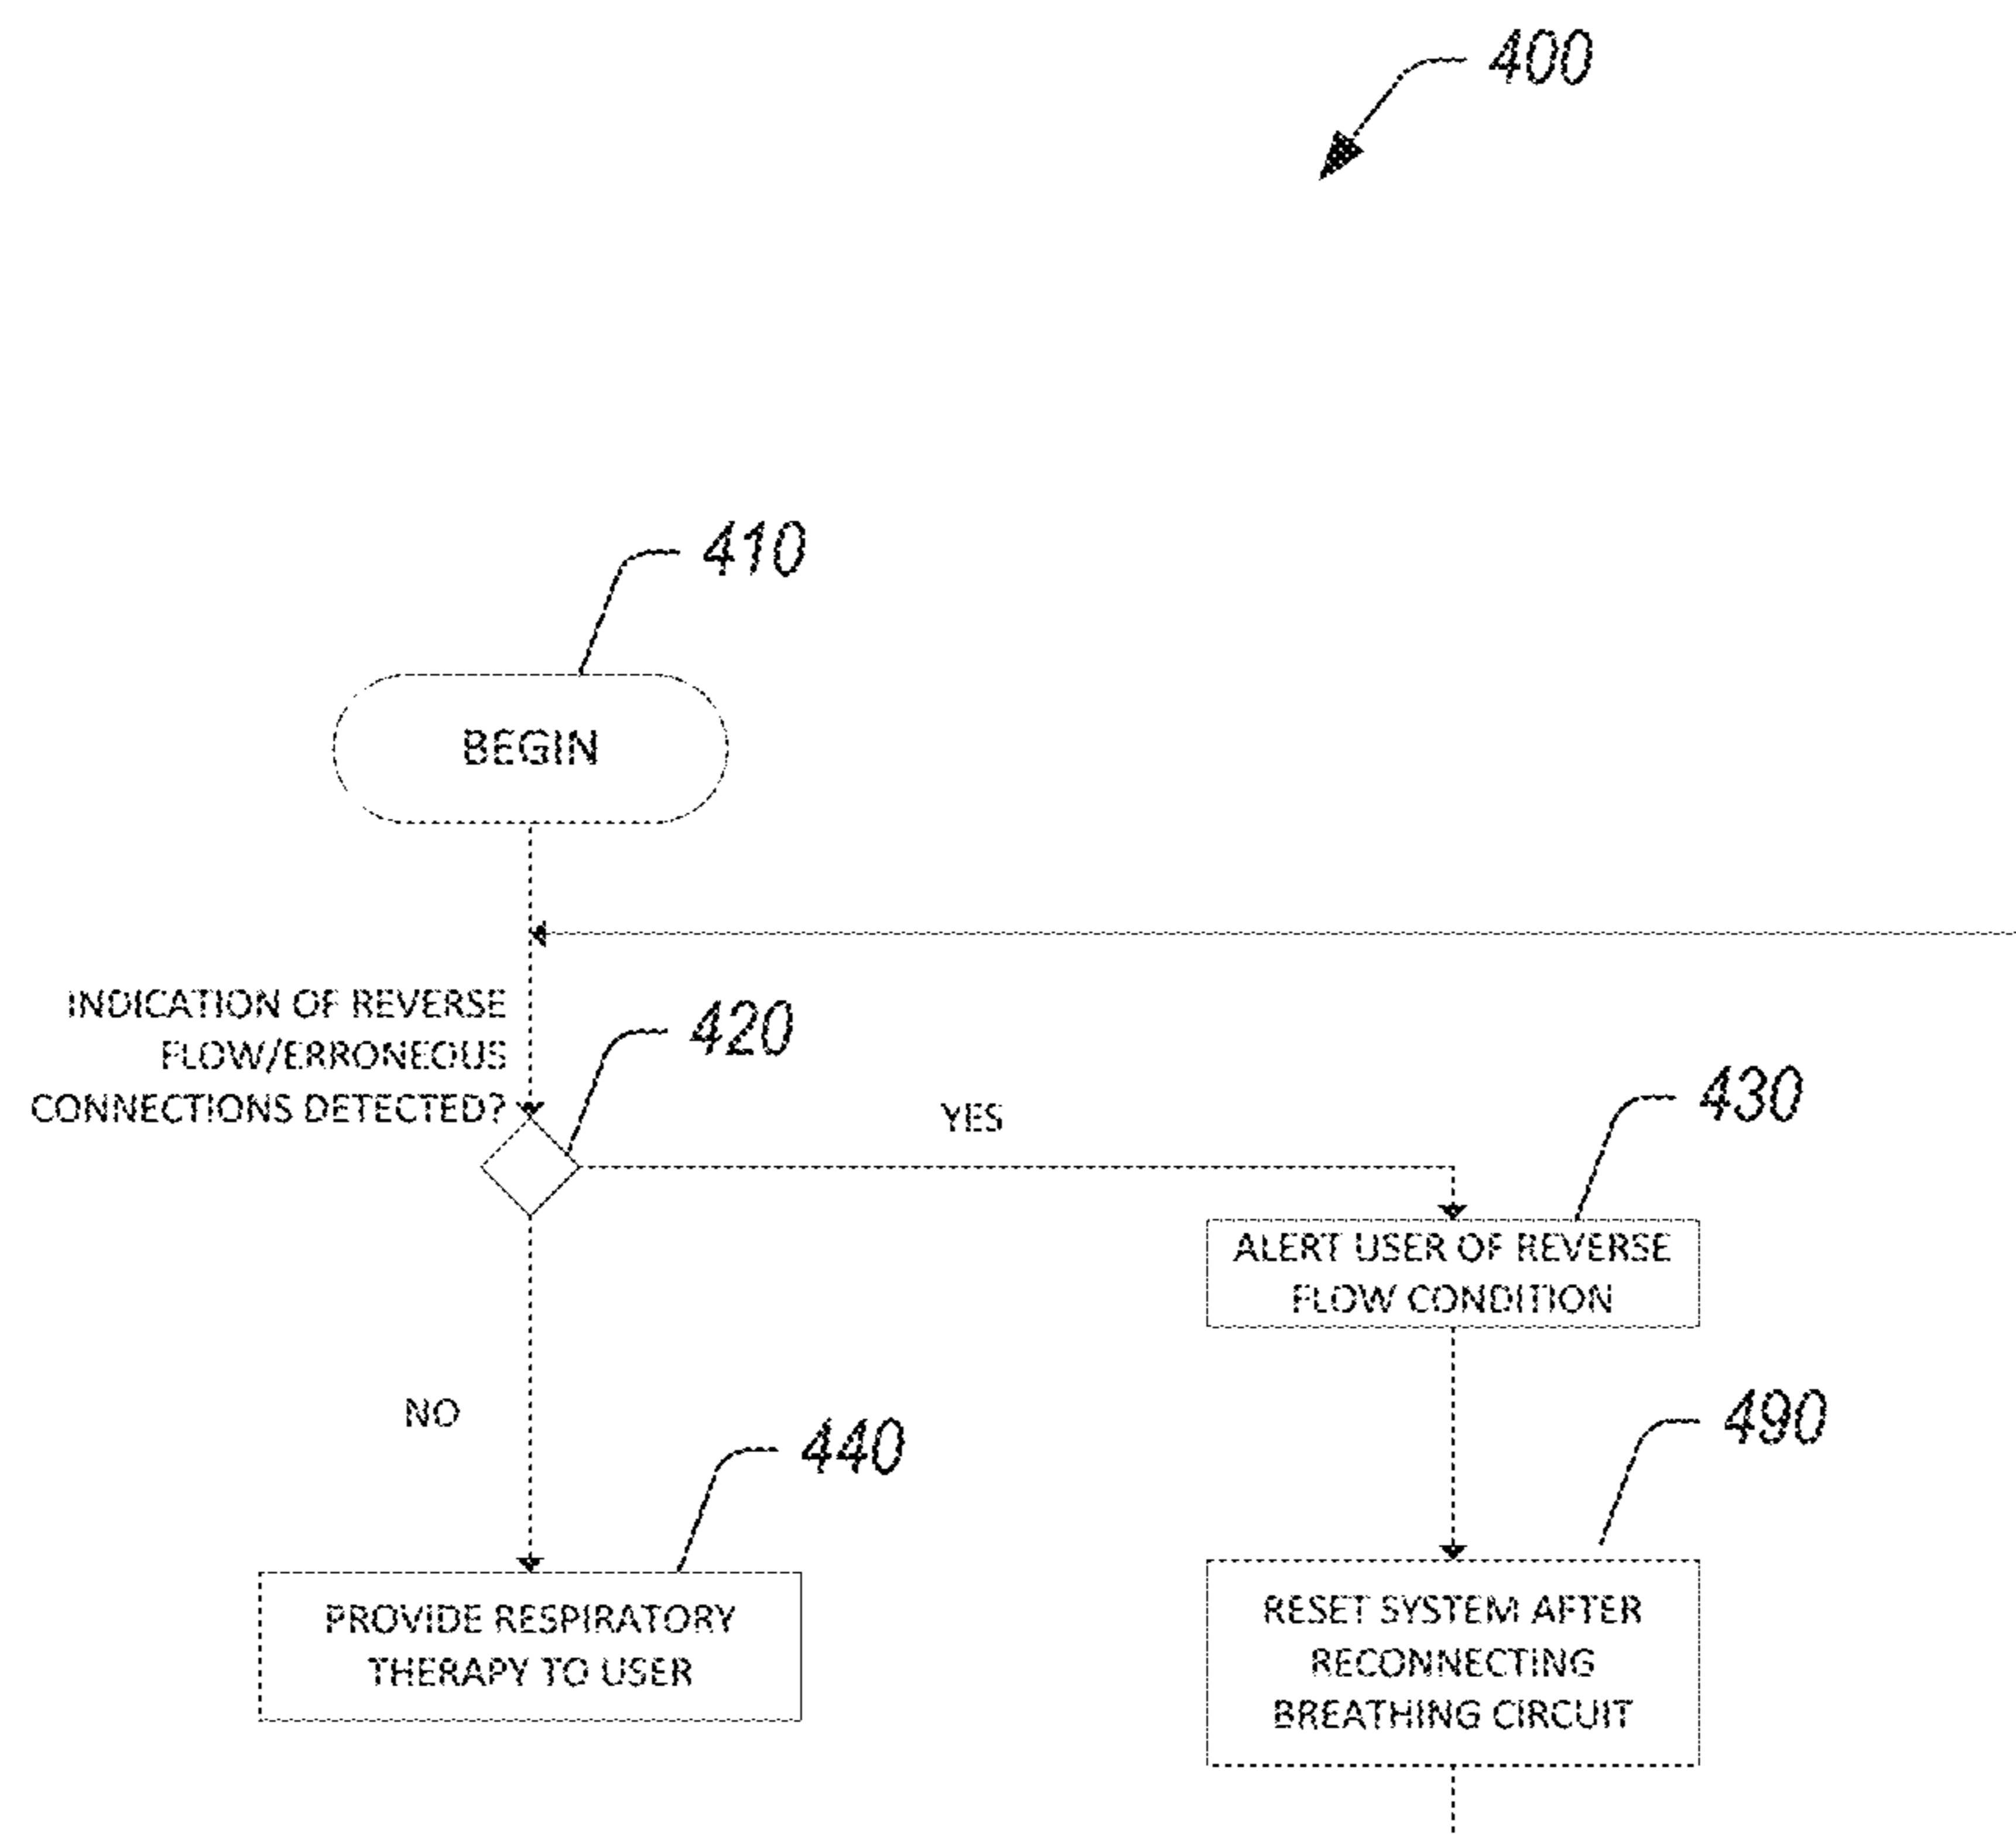 400
410
BEGIN
INDICATION OF REVERSE
FLOW/ERRONEOUS
CONNECTIONS DETECTED?
420
YES
430
ALERT USER OF REVERSE
FLOW CONDITION
NO
440
490
PROVIDE RESPIRATORY
THERAPY TO USER
RESET SYSTEM AFTER
RECONNECTING
BREATHING CIRCUIT